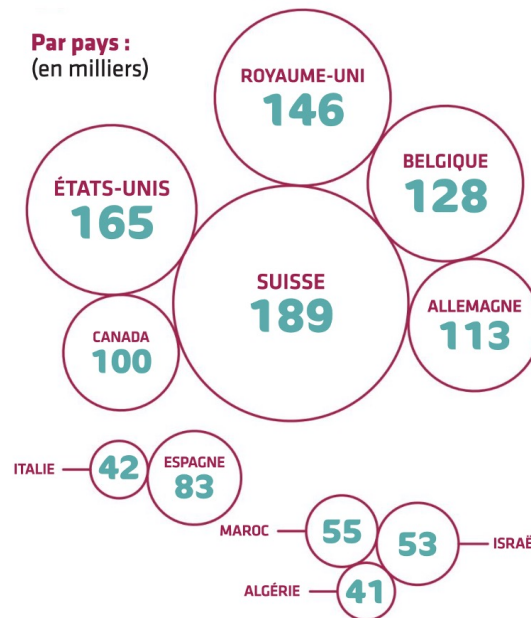 Par pays :
(en milliers)
ROYAUME-UNI
146
BELGIQUE
128
ÉTATS-UNIS
165
SUISSE
189
ALLEMAGNE
113
CANADA
100
ITALIE
42
ESPAGNE
83
MAROC
55
53
ISRAË
ALGÉRIE
41